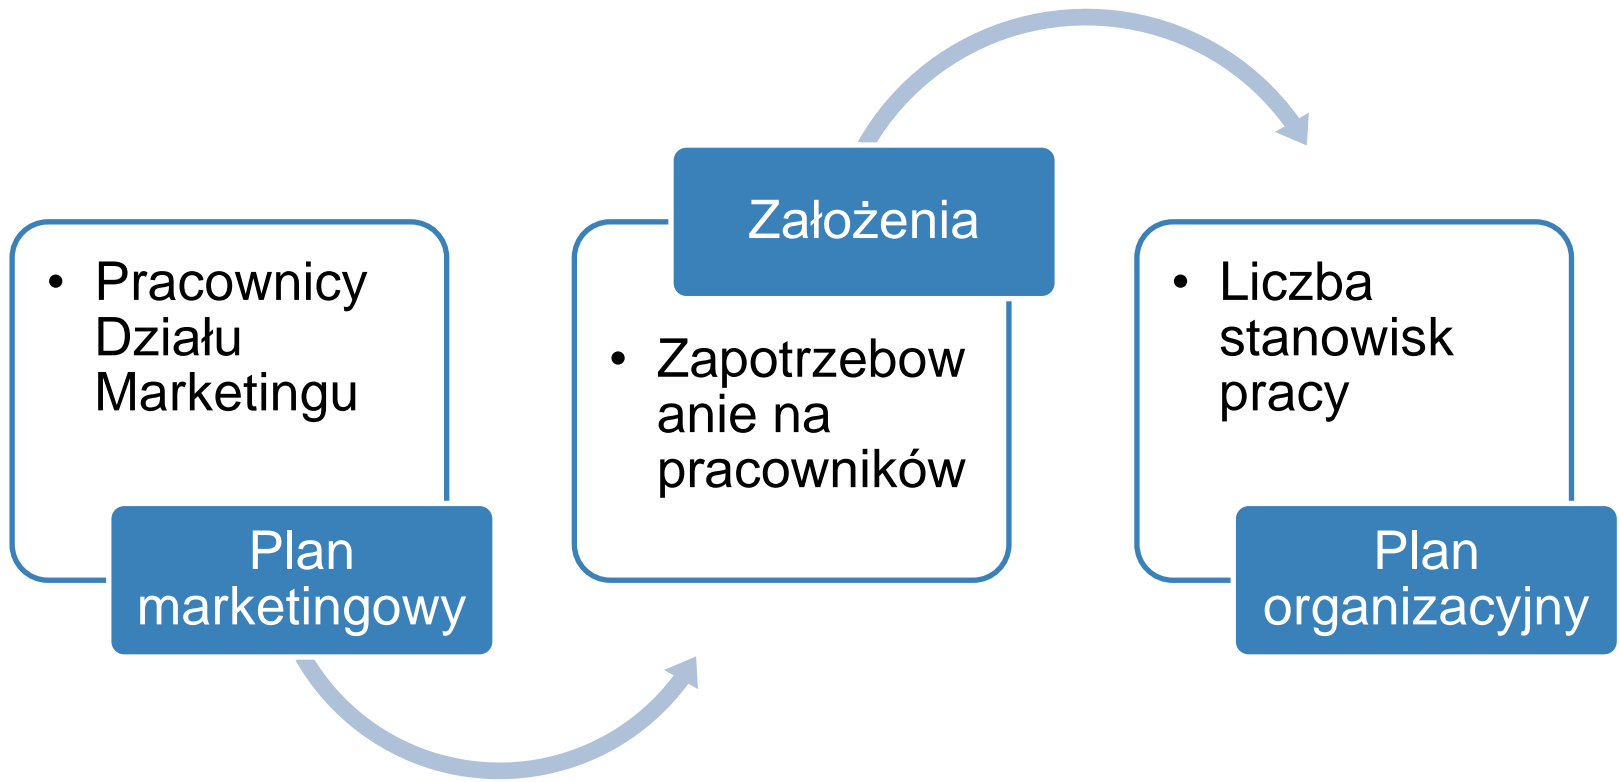 • Pracownicy
Działu
Marketingu
Plan
marketingowy
Założenia
• Zapotrzebow
anie na
pracowników
• Liczba
stanowisk
pracy
Plan
organizacyjny